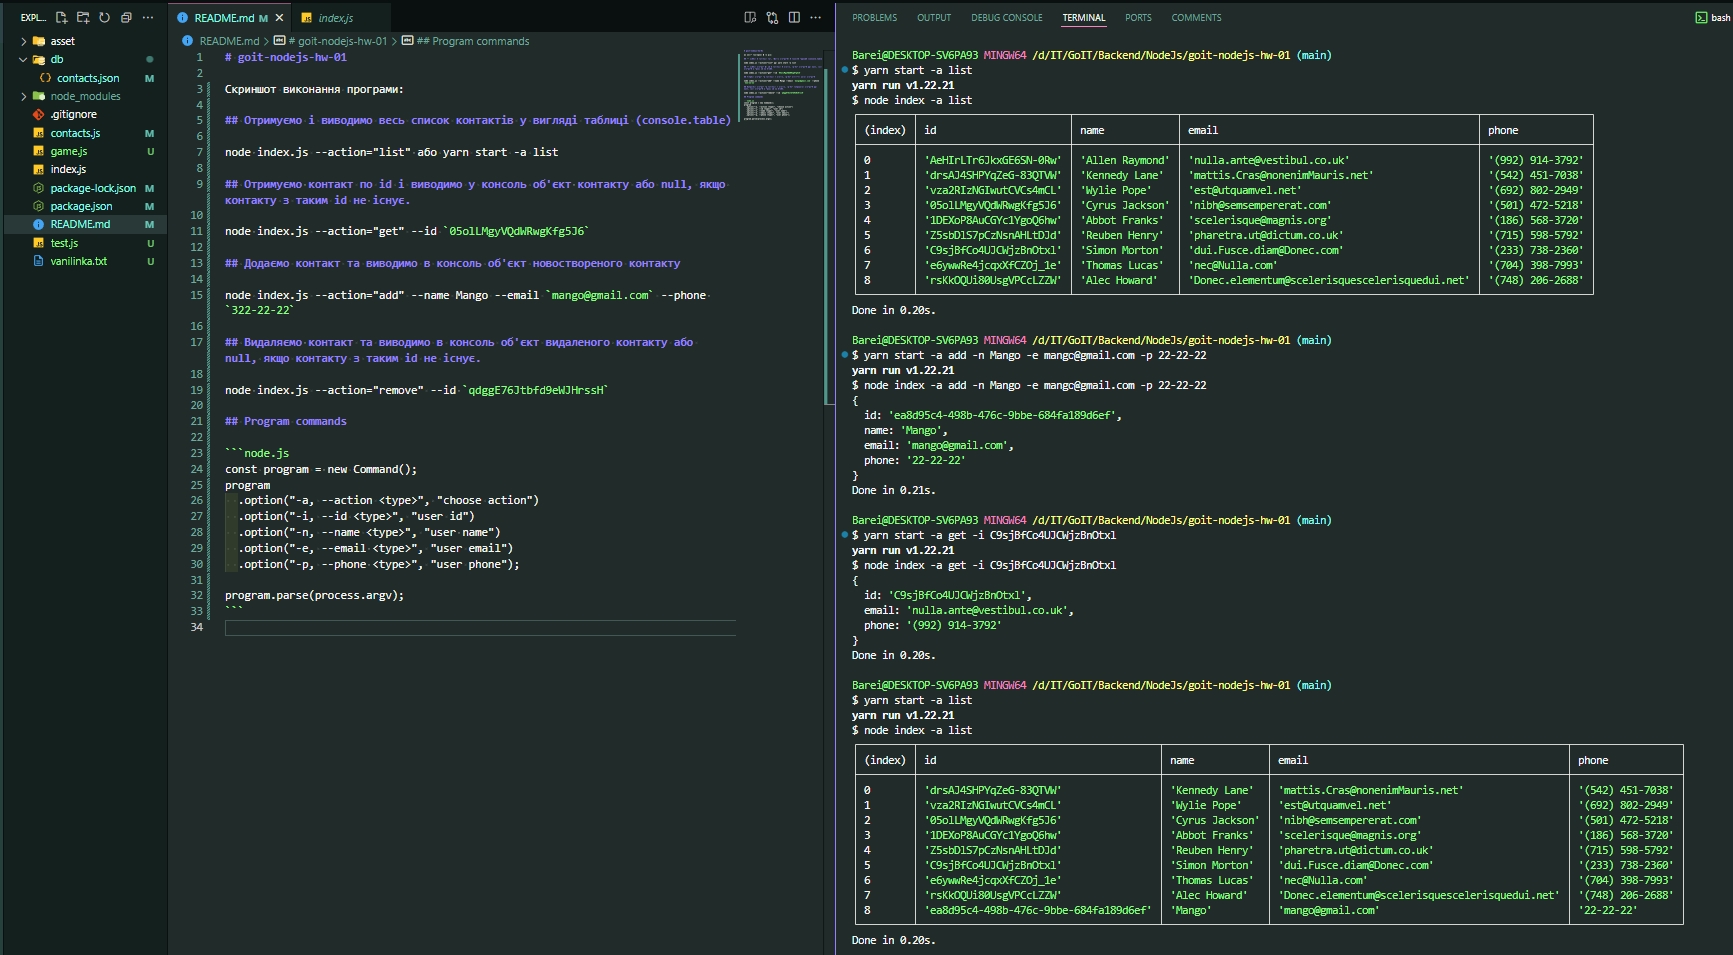 EXPL...
asset
db
contacts.json M
node_modules
.gitignore
contacts.js M
game.js U
index.js
package-lock.json M
package.json M
README.md M
test.js U
vanilinka.txt U
README.md M
index.js
README.md > # goit-nodejs-hw-01 > ## Program commands
1 # goit-nodejs-hw-01
2
3 Скриншот виконання програми:
4
5 ## Отримуємо і виводимо весь список контактів у вигляді таблиці (console.table)
6
7 node index.js --action="list" або yarn start -a list
8
9 ## Отримуємо контакт по id і виводимо у консоль об'єкт контакту або null, якщо
контакту з таким id не існує.
10
11 node index.js --action="get" --id `05olLMgyVQdWRwgKfg5J6`
12
13 ## Додаємо контакт та виводимо в консоль об'єкт новоствореного контакту
14
15 node index.js --action="add" --name Mango --email `mango@gmail.com` --phone
`322-22-22`
16
17 ## Видаляємо контакт та виводимо в консоль об'єкт видаленого контакту або
null, якщо контакту з таким id не існує.
18
19 node index.js --action="remove" --id `qdggE76Jtbfd9eWJHrssH`
20
21 ## Program commands
22
23 ```node.js
24 const program = new Command();
25 program
26 .option("-a, --action <type>", "choose action")
27 .option("-i, --id <type>", "user id")
28 .option("-n, --name <type>", "user name")
29 .option("-e, --email <type>", "user email")
30 .option("-p, --phone <type>", "user phone");
31
32 program.parse(process.argv);
33 ```
34
PROBLEMS OUTPUT DEBUG CONSOLE TERMINAL PORTS COMMENTS
bash
Barei@DESKTOP-SV6PA93 MINGW64 /d/IT/GoIT/Backend/NodeJs/goit-nodejs-hw-01 (main)
$ yarn start -a list
yarn run v1.22.21
$ node index -a list
(index) id name email phone
0 'AeHIrLTr6JkxGE6SN-0Rw' 'Allen Raymond' 'nulla.ante@vestibul.co.uk' '(992) 914-3792'
1 'drsAJ4SHPYqZeG-83QTVW' 'Kennedy Lane' 'mattis.Cras@nonenimMauris.net' '(542) 451-7038'
2 'vza2RIzNGIwutCVCs4mCL' 'Wylie Pope' 'est@utquamvel.net' '(692) 802-2949'
3 '05olLMgyVQdWRwgKfg5J6' 'Cyrus Jackson' 'nibh@semsempererat.com' '(501) 472-5218'
4 '1DEXoP8AuCGYc1YgoQ6hw' 'Abbot Franks' 'scelerisque@magnis.org' '(186) 568-3720'
5 'Z5sbDlS7pCzNsnAHLtDJd' 'Reuben Henry' 'pharetra.ut@dictum.co.uk' '(715) 598-5792'
6 'C9sjBfCo4UJCWjzBnOtxl' 'Simon Morton' 'dui.Fusce.diam@Donec.com' '(233) 738-2360'
7 'e6ywwRe4jcqxXfCZOj_1e' 'Thomas Lucas' 'nec@Nulla.com' '(704) 398-7993'
8 'rsKkOQUi80UsgVPCcLZZW' 'Alec Howard' 'Donec.elementum@scelerisquescelerisquedui.net' '(748) 206-2688'
Done in 0.20s.
Barei@DESKTOP-SV6PA93 MINGW64 /d/IT/GoIT/Backend/NodeJs/goit-nodejs-hw-01 (main)
$ yarn start -a add -n Mango -e mango@gmail.com -p 22-22-22
yarn run v1.22.21
$ node index -a add -n Mango -e mango@gmail.com -p 22-22-22
{
id: 'ea8d95c4-498b-476c-9bbe-684fa189d6ef',
name: 'Mango',
email: 'mango@gmail.com',
phone: '22-22-22'
}
Done in 0.21s.
Barei@DESKTOP-SV6PA93 MINGW64 /d/IT/GoIT/Backend/NodeJs/goit-nodejs-hw-01 (main)
$ yarn start -a get -i C9sjBfCo4UJCWjzBnOtxl
yarn run v1.22.21
$ node index -a get -i C9sjBfCo4UJCWjzBnOtxl
{
id: 'C9sjBfCo4UJCWjzBnOtxl',
email: 'nulla.ante@vestibul.co.uk',
phone: '(992) 914-3792'
}
Done in 0.20s.
Barei@DESKTOP-SV6PA93 MINGW64 /d/IT/GoIT/Backend/NodeJs/goit-nodejs-hw-01 (main)
$ yarn start -a list
yarn run v1.22.21
$ node index -a list
(index) id name email phone
0 'drsAJ4SHPYqZeG-83QTVW' 'Kennedy Lane' 'mattis.Cras@nonenimMauris.net' '(542) 451-7038'
1 'vza2RIzNGIwutCVCs4mCL' 'Wylie Pope' 'est@utquamvel.net' '(692) 802-2949'
2 '05olLMgyVQdWRwgKfg5J6' 'Cyrus Jackson' 'nibh@semsempererat.com' '(501) 472-5218'
3 '1DEXoP8AuCGYc1YgoQ6hw' 'Abbot Franks' 'scelerisque@magnis.org' '(186) 568-3720'
4 'Z5sbDlS7pCzNsnAHLtDJd' 'Reuben Henry' 'pharetra.ut@dictum.co.uk' '(715) 598-5792'
5 'C9sjBfCo4UJCWjzBnOtxl' 'Simon Morton' 'dui.Fusce.diam@Donec.com' '(233) 738-2360'
6 'e6ywwRe4jcqxXfCZOj_1e' 'Thomas Lucas' 'nec@Nulla.com' '(704) 398-7993'
7 'rsKkOQUi80UsgVPCcLZZW' 'Alec Howard' 'Donec.elementum@scelerisquescelerisquedui.net' '(748) 206-2688'
8 'ea8d95c4-498b-476c-9bbe-684fa189d6ef' 'Mango' 'mango@gmail.com' '22-22-22'
Done in 0.20s.